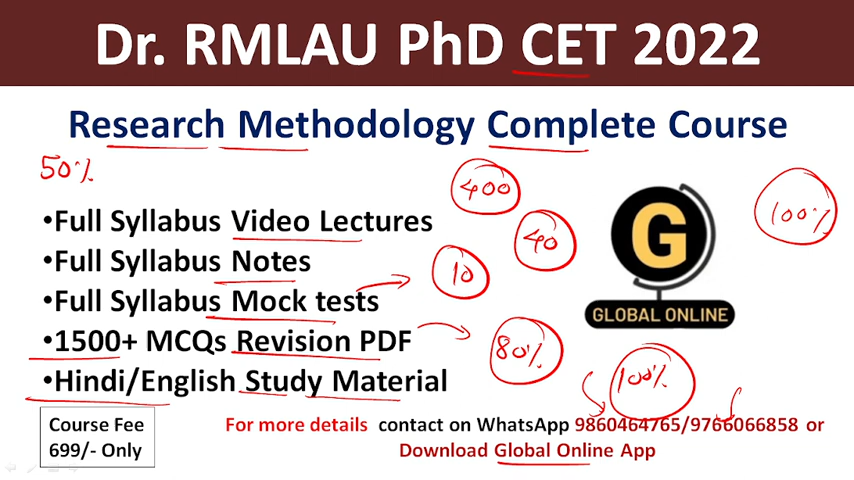 Dr. RMLAU PhD CET 2022
Research Methodology Complete Course
50%
400
100%
•Full Syllabus Video Lectures
40
•Full Syllabus Notes
10
G
•Full Syllabus Mock tests
GLOBAL ONLINE
•1500+ MCQs Revision PDF
80%
•Hindi/English Study Material
100%
Course Fee
699/- Only
For more details contact on WhatsApp 9860464765/9766066858 or
Download Global Online App